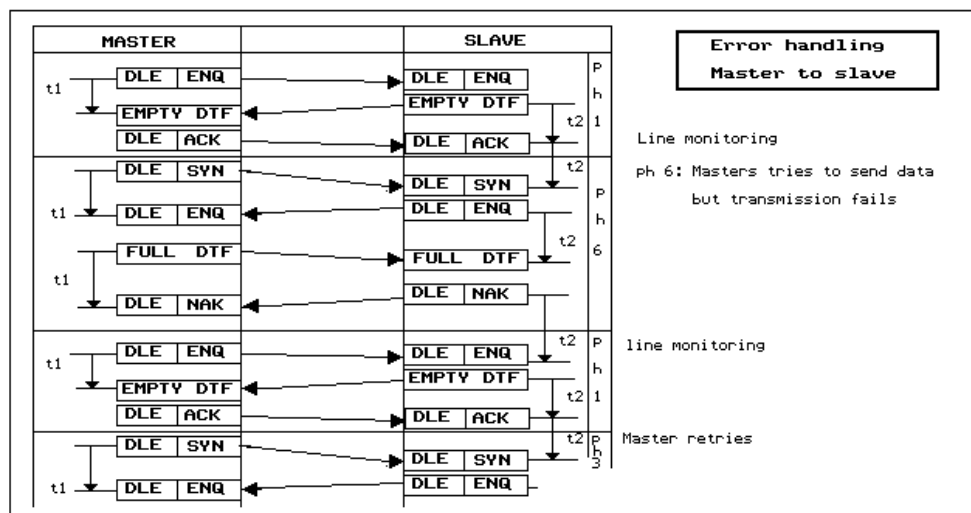 MASTER SLAVE
Error handling
Master to slave
t1 DLE ENQ DLE ENQ
EMPTY DTF EMPTY DTF
DLE ACK t2 DLE ACK
Ph1
Line monitoring
DLE SYN t2
DLE SYN
ph 6: Masters tries to send data
but transmission fails
t1 DLE ENQ DLE ENQ
Ph6
FULL DTF t2
FULL DTF
t1
DLE NAK DLE NAK
t2
t1 DLE ENQ DLE ENQ
Ph1
line monitoring
EMPTY DTF EMPTY DTF
t2
DLE ACK DLE ACK
DLE SYN t2
Ph3
Master retries
DLE SYN
t1 DLE ENQ DLE ENQ